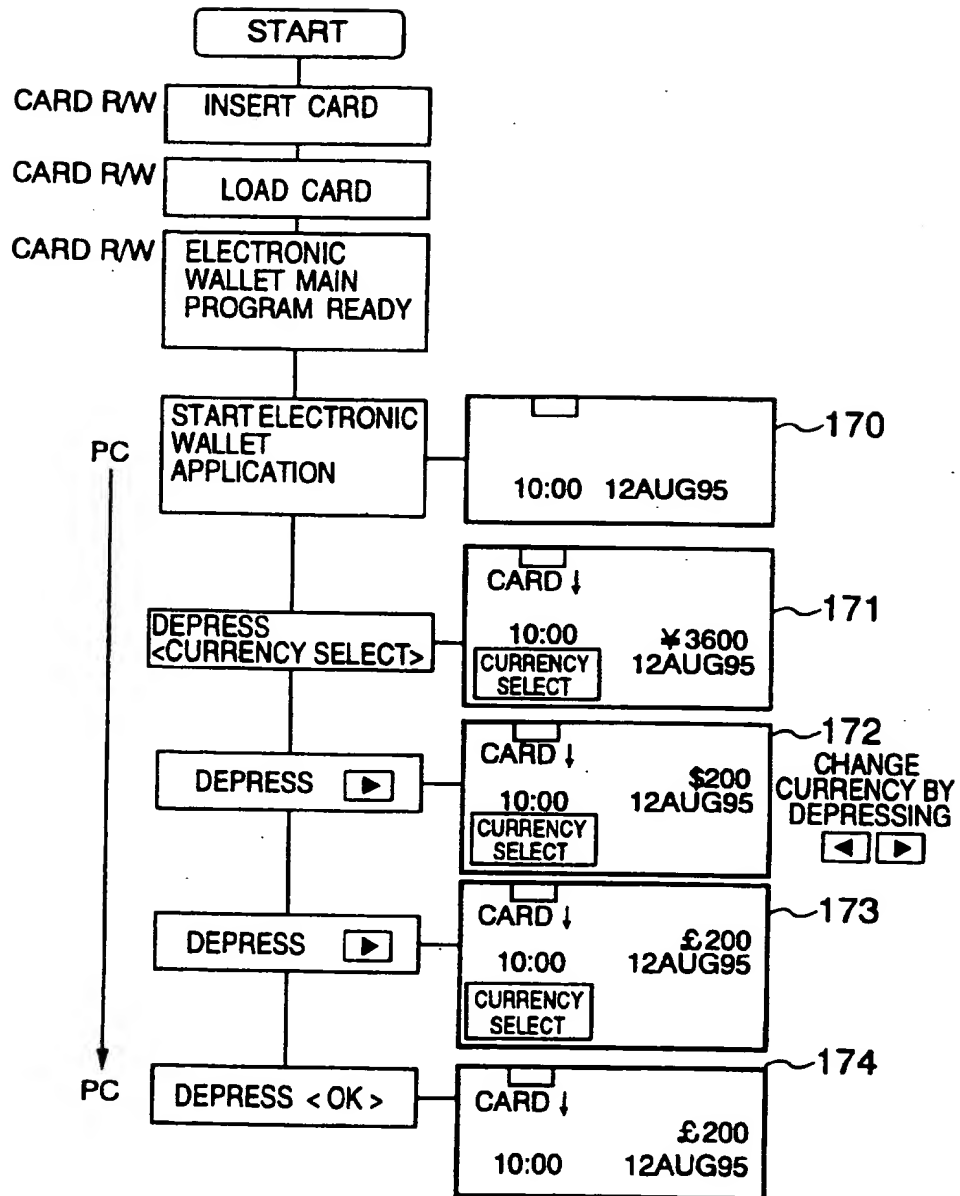 START
CARD R/W
INSERT CARD
CARD R/W
LOAD CARD
CARD R/W
ELECTRONIC
WALLET MAIN
PROGRAM READY
PC
START ELECTRONIC
WALLET
APPLICATION
10:00 12AUG95
170
DEPRESS
<CURRENCY SELECT>
CARD ↓
10:00 ¥3600
12AUG95
CURRENCY
SELECT
171
DEPRESS ▶
CARD ↓
$200
10:00 12AUG95
CURRENCY
SELECT
172
CHANGE
CURRENCY BY
DEPRESSING
◀ ▶
DEPRESS ▶
CARD ↓
£200
10:00 12AUG95
CURRENCY
SELECT
173
PC
DEPRESS < OK >
CARD ↓
£200
10:00 12AUG95
174